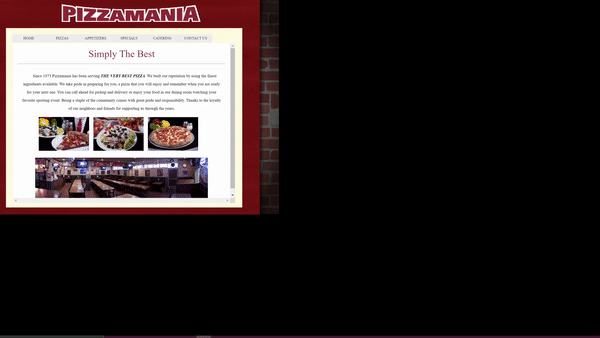 PIZZAMANIA
HOME PIZZAS APPETIZERS SPECIALS CATERING CONTACT US
Simply The Best
Since 1973 Pizzamania has been serving THE VERY BEST PIZZA. We built our reputation by using the finest
ingredients available. We take pride in preparing for you, a pizza that you will enjoy and remember when you are ready
for your next one. You can call ahead for pickup and delivery or enjoy your food in our dining room watching your
favorite sporting event. Being a staple of the community comes with great pride and responsibility. Thanks to the loyalty
of our neighbors and friends for supporting us through the years.